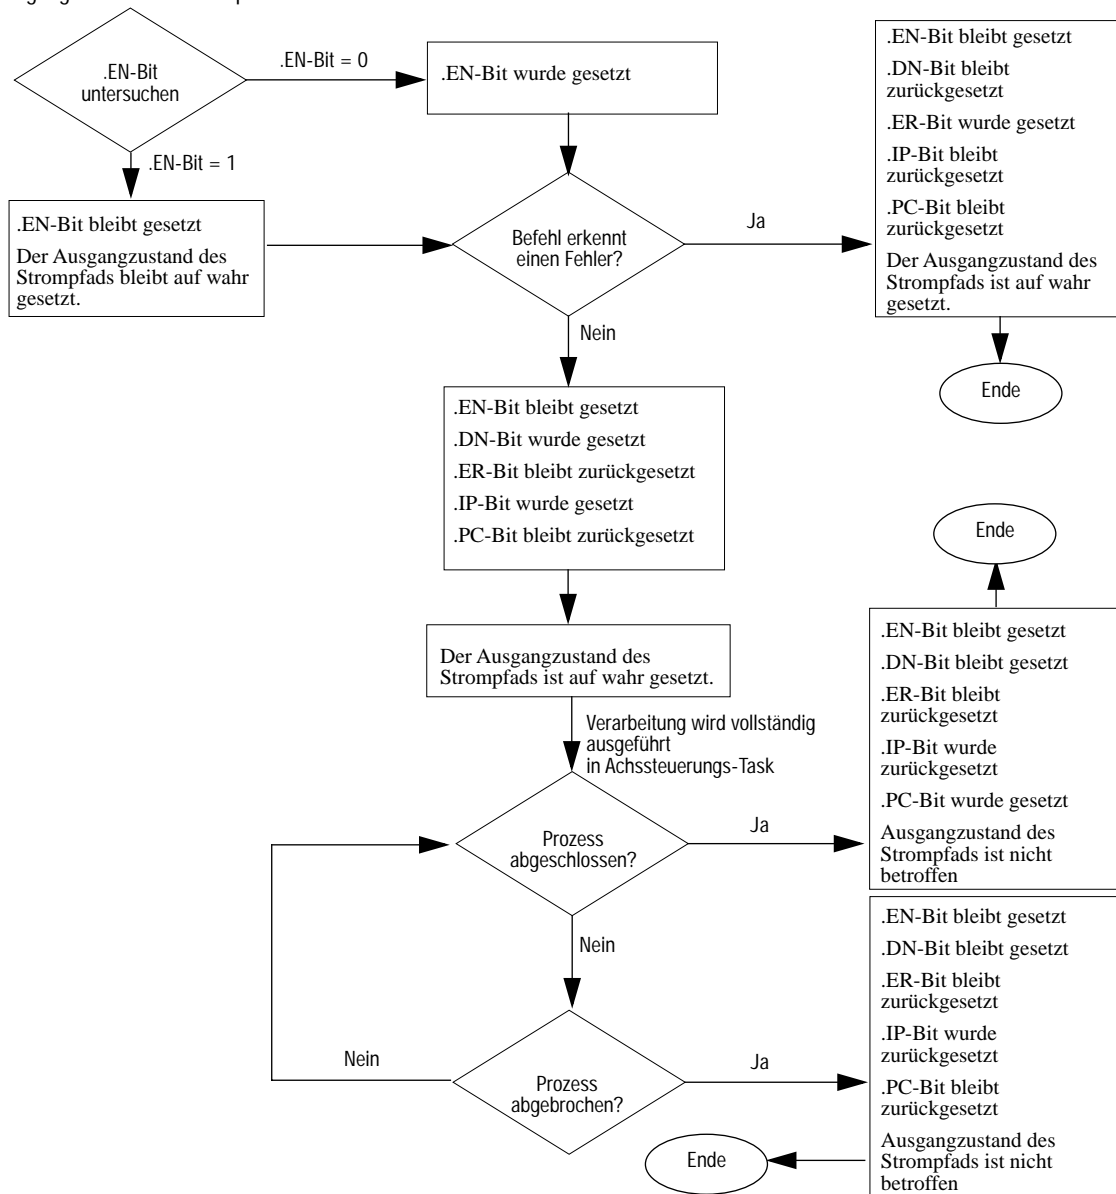 .EN-Bit
untersuchen
.EN-Bit = 0
.EN-Bit wurde gesetzt
.EN-Bit bleibt gesetzt
.DN-Bit bleibt
zurückgesetzt
.ER-Bit wurde gesetzt
.IP-Bit bleibt
zurückgesetzt
.PC-Bit bleibt
zurückgesetzt
Der Ausgangzustand des
Strompfads ist auf wahr
gesetzt.
.EN-Bit = 1
.EN-Bit bleibt gesetzt
Der Ausgangzustand des
Strompfads bleibt auf wahr
gesetzt.
Befehl erkennt
einen Fehler?
Ja
Nein
Ende
.EN-Bit bleibt gesetzt
.DN-Bit wurde gesetzt
.ER-Bit bleibt zurückgesetzt
.IP-Bit wurde gesetzt
.PC-Bit bleibt zurückgesetzt
Der Ausgangzustand des
Strompfads ist auf wahr gesetzt.
Verarbeitung wird vollständig
ausgeführt
in Achssteuerungs-Task
Prozess
abgeschlossen?
Ja
Ende
.EN-Bit bleibt gesetzt
.DN-Bit bleibt gesetzt
.ER-Bit bleibt
zurückgesetzt
.IP-Bit wurde
zurückgesetzt
.PC-Bit wurde gesetzt
Ausgangzustand des
Strompfads ist nicht
betroffen
Nein
Prozess
abgebrochen?
Nein
Ja
.EN-Bit bleibt gesetzt
.DN-Bit bleibt gesetzt
.ER-Bit bleibt
zurückgesetzt
.IP-Bit wurde
zurückgesetzt
.PC-Bit bleibt
zurückgesetzt
Ausgangzustand des
Strompfads ist nicht
betroffen
Ende